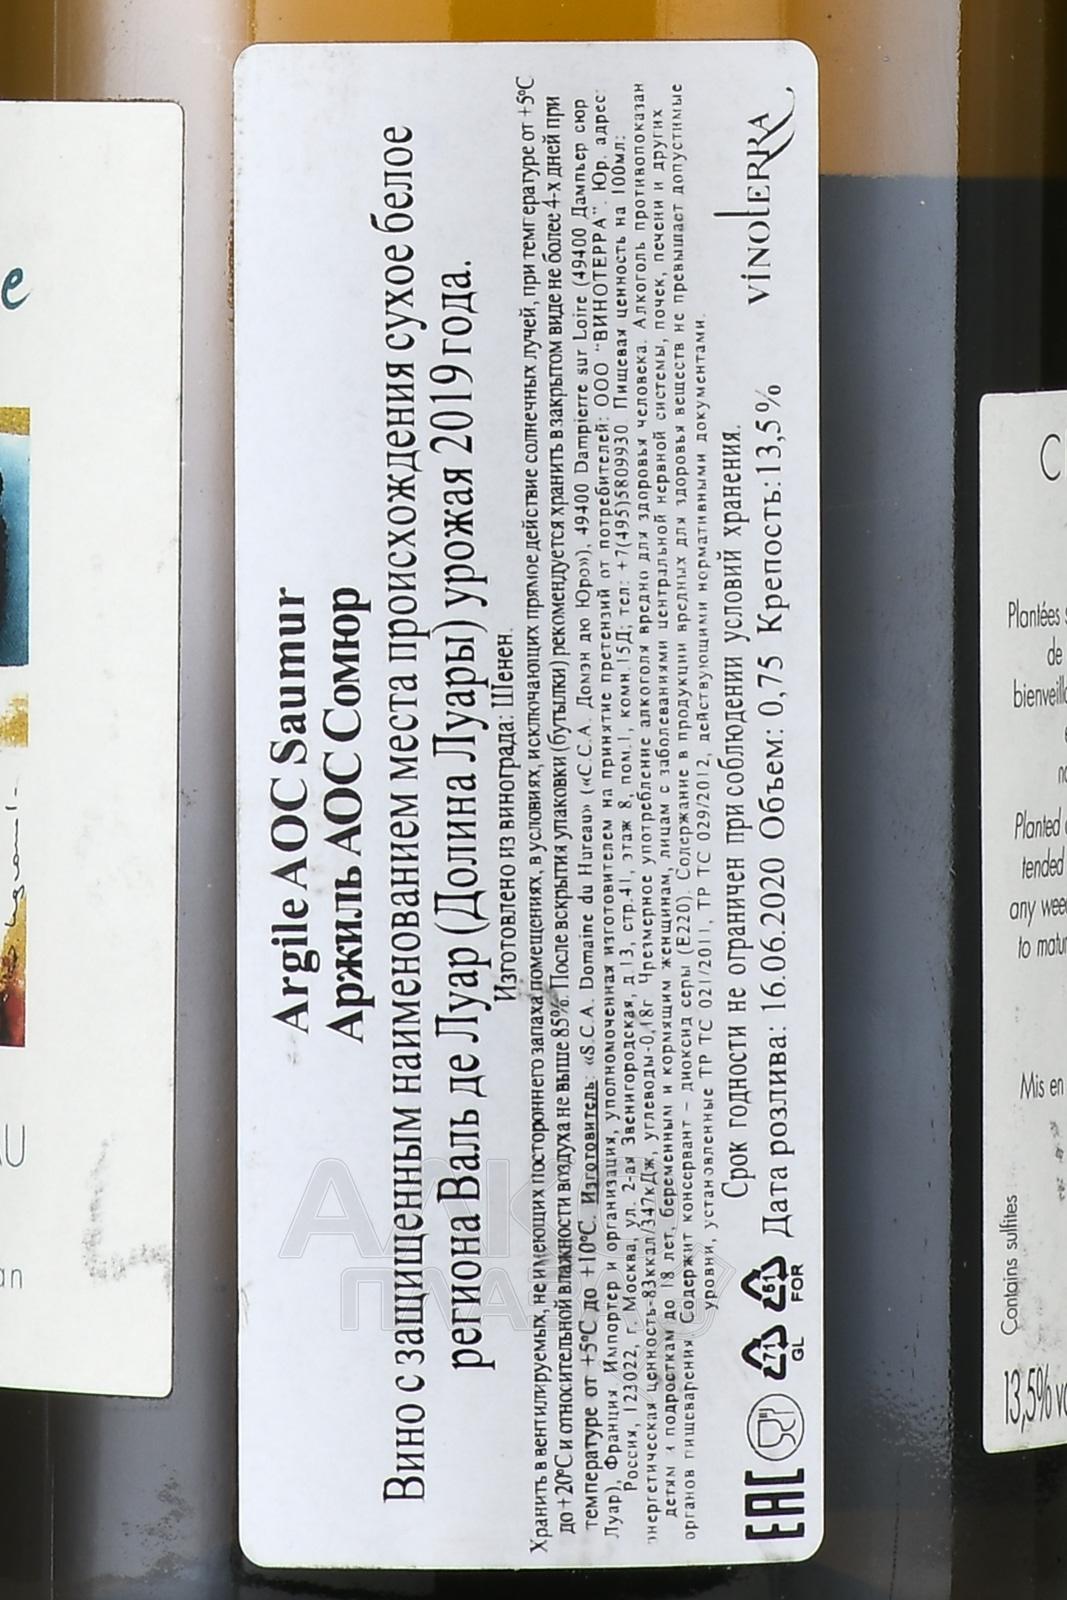 Argile AOC Saumur
Аржиль АОС Сомюр
Вино с защищенным наименованием места происхождения сухое белое
региона Валь де Луар (Долина Луары) урожая 2019 года.
Изготовлено из винограда: Шенен.
Хранить в вентилируемых, не имеющих постороннего запаха помещениях, в условиях, исключающих прямое действие солнечных лучей, при температуре от +5°С
до +20°С и относительной влажности воздуха не выше 85%. После вскрытия упаковки (бутылки) рекомендуется хранить в закрытом виде не более 4-х дней при
температуре от +5°С до +10°С. Изготовитель: «S.C.A. Domaine du Hureau» («С.С.А. Домэн дю Юро»), 49400 Dampierre sur Loire (49400 Дампьер сюр
Луар), Франция. Импортер и организация, уполномоченная изготовителем на принятие претензий от потребителей: ООО "ВИНОТЕРРА". Юр. адрес:
Россия, 123022, г. Москва, ул. 2-ая Звенигородская, д.13, стр.41, этаж 8, пом.I, комн.15Д; тел: +7(495)5809930 Пищевая ценность на 100мл:
энергетическая ценность-83ккал/347кДж, углеводы-0,18г Чрезмерное употребление алкоголя вредно для здоровья человека. Алкоголь противопоказан
детям и подросткам до 18 лет, беременным и кормящим женщинам, лицам с заболеваниями центральной нервной системы, почек, печени и других
органов пищеварения Содержит консервант – диоксид серы (Е220). Содержание в продукции вредных для здоровья веществ не превышает допустимые
уровни, установленные ТР ТС 021/2011, ТР ТС 029/2012, действующими нормативными документами.
Срок годности не ограничен при соблюдении условий хранения.
Дата розлива: 16.06.2020 Объем: 0,75 Крепость:13,5%
EAC
71
GL
51
FOR
VINOTERRA
АЛКО
ПЛАЗА
e
AU
an
C
Plantées
de
bienveill
Planted
tended
any wee
to matu
Mis en
Contains sulfites
13,5% v